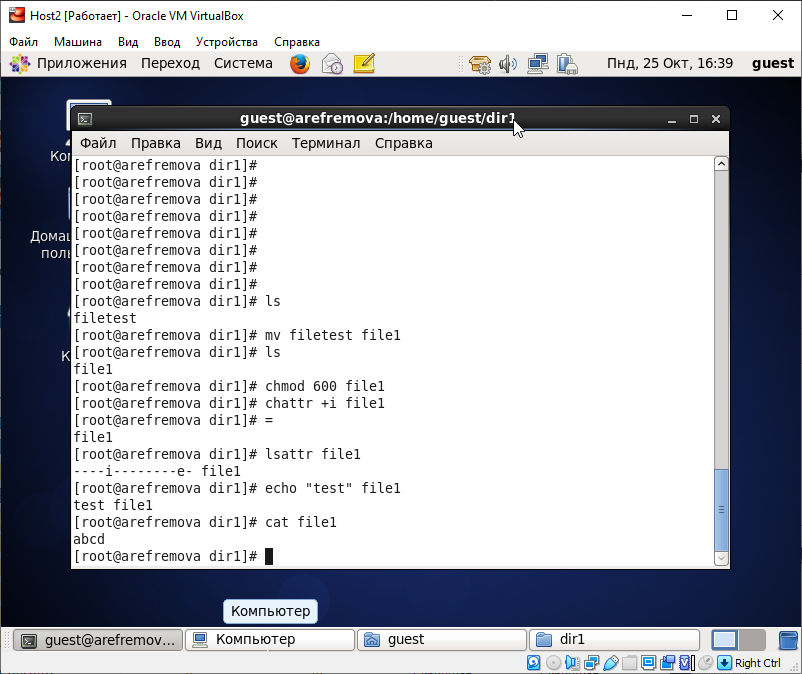 Host2 [Работает] - Oracle VM VirtualBox
Файл Машина Вид Ввод Устройства Справка
Приложения Переход Система Пнд, 25 Окт, 16:39 guest
guest@arefremova:/home/guest/dir1
Файл Правка Вид Поиск Терминал Справка
[root@arefremova dir1]#
[root@arefremova dir1]#
[root@arefremova dir1]#
[root@arefremova dir1]#
[root@arefremova dir1]#
[root@arefremova dir1]#
[root@arefremova dir1]#
[root@arefremova dir1]#
[root@arefremova dir1]# ls
filetest
[root@arefremova dir1]# mv filetest file1
[root@arefremova dir1]# ls
file1
[root@arefremova dir1]# chmod 600 file1
[root@arefremova dir1]# chattr +i file1
[root@arefremova dir1]# =
file1
[root@arefremova dir1]# lsattr file1
----i--------e- file1
[root@arefremova dir1]# echo "test" file1
test file1
[root@arefremova dir1]# cat file1
abcd
[root@arefremova dir1]#
Компьютер
guest@arefremov... Компьютер guest dir1
Right Ctrl